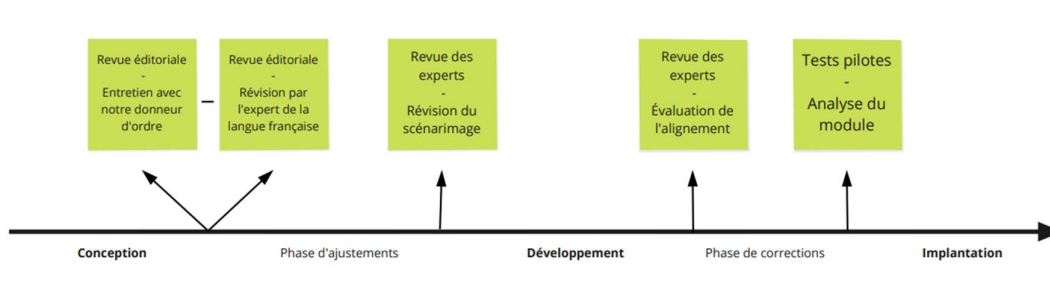 Revue éditoriale
-
Entretien avec
notre donneur
d'ordre
–
Revue éditoriale
-
Révision par
l'expert de la
langue française
Revue des
experts
-
Révision du
scénarimage
Revue des
experts
-
Évaluation de
l'alignement
Tests pilotes
-
Analyse du
module
Conception
Phase d'ajustements
Développement
Phase de corrections
Implantation